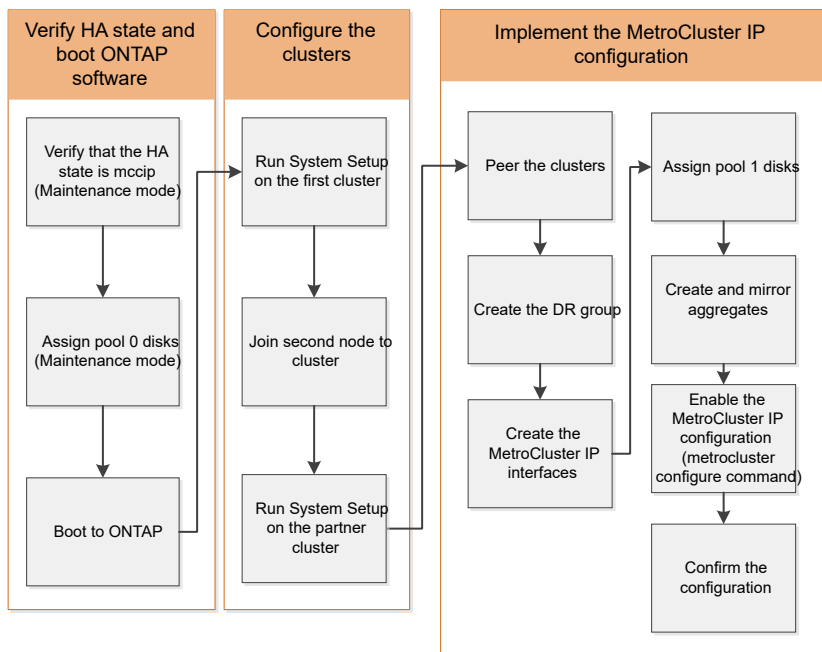 Verify HA state and
boot ONTAP
software
Verify that the HA
state is mccip
(Maintenance mode)
Assign pool 0 disks
(Maintenance mode)
Boot to ONTAP
Configure the
clusters
Run System Setup
on the first cluster
Join second node to
cluster
Run System Setup
on the partner
cluster
Implement the MetroCluster IP
configuration
Peer the clusters
Create the DR group
Create the
MetroCluster IP
interfaces
Assign pool 1 disks
Create and mirror
aggregates
Enable the
MetroCluster IP
configuration
(metrocluster
configure command)
Confirm the
configuration